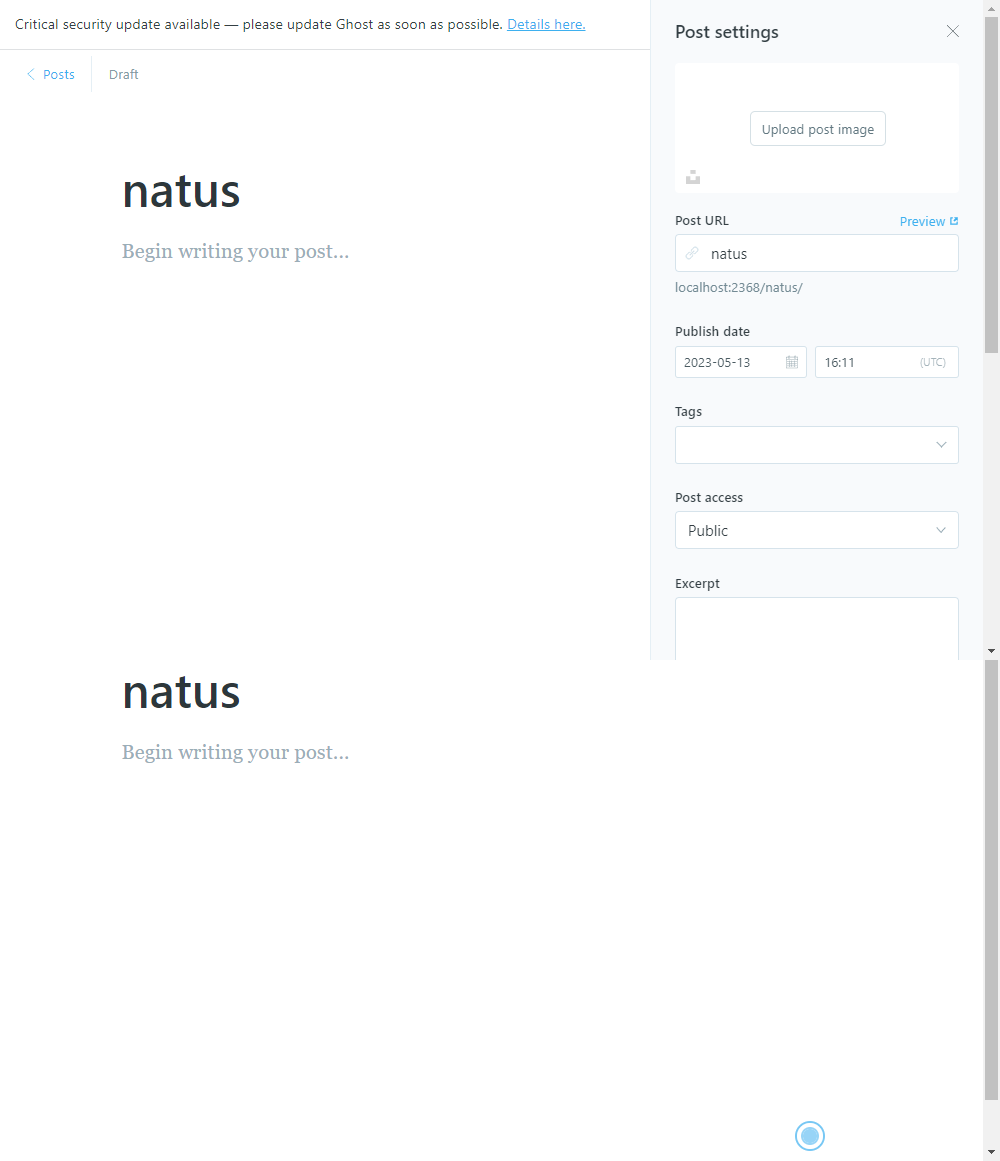 Critical security update available — please update Ghost as soon as possible. Details here.
Posts
Draft
natus
Begin writing your post...
Post settings
Upload post image
Post URL
Preview
natus
localhost:2368/natus/
Publish date
2023-05-13
16:11
(UTC)
Tags
Post access
Public
Excerpt
natus
Begin writing your post...